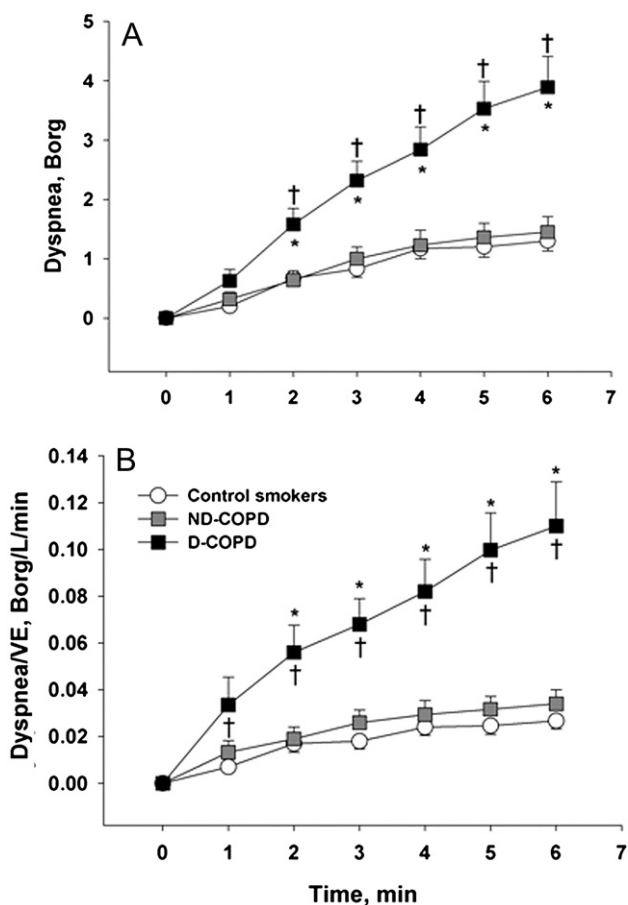 A
Dyspnea, Borg
5
4
3
2
1
0
† † † † †
* * * * *
0 1 2 3 4 5 6 7
B
Dyspnea/VE, Borg/L/min
0.14
0.12
0.10
0.08
0.06
0.04
0.02
0.00
Control smokers
ND-COPD
D-COPD
* * * * *
† † † † † †
0 1 2 3 4 5 6 7
Time, min